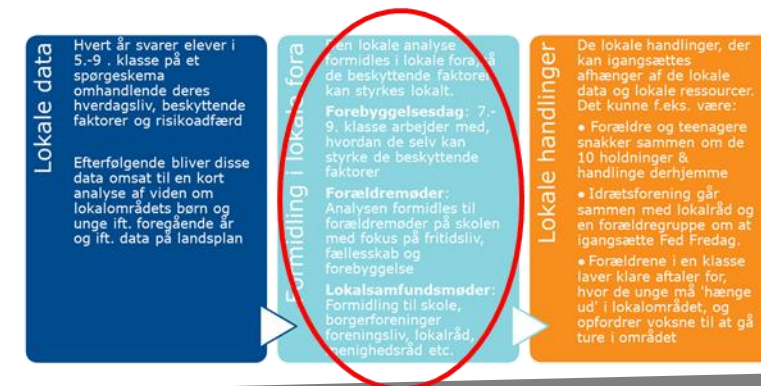 Lokale data
Hvert år svarer elever i
5.-9 . klasse på et
spørgeskema
omhandlende deres
hverdagsliv, beskyttende
faktorer og risikoadfærd
Efterfølgende bliver disse
data omsat til en kort
analyse af viden om
lokalområdets børn og
unge ift. foregående år
og ift. data på landsplan
Formidling i lokale fora
Den lokale analyse
formidles i lokale fora, så
de beskyttende faktorer
kan styrkes lokalt.
Forebyggelsesdag: 7.-
9. klasse arbejder med,
hvordan de selv kan
styrke de beskyttende
faktorer
Forældremøder:
Analysen formidles til
forældremøder på skolen
med fokus på fritidsliv,
fællesskab og
forebyggelse
Lokalsamfundsmøder:
Formidling til skole,
borgerforeninger
foreningsliv, lokalråd,
menighedsråd etc.
Lokale handlinger
De lokale handlinger, der
kan igangsættes
afhænger af de lokale
data og lokale ressourcer.
Det kunne f.eks. være:
• Forældre og teenagere
snakker sammen om de
10 holdninger &
handlinge derhjemme
• Idrætsforening går
sammen med lokalråd og
en forældregruppe om at
igangsætte Fed Fredag.
• Forældrene i en klasse
laver klare aftaler for,
hvor de unge må 'hænge
ud' i lokalområdet, og
opfordrer voksne til at gå
ture i området